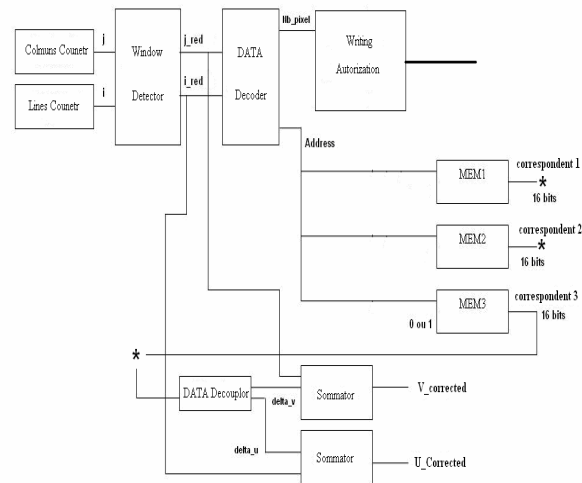 lib_pixel
j
j_red
Colmuns Counetr
Window
Detector
DATA
Decoder
Writing
Autorization
i
i_red
Lines Counetr
Address
MEM1
correspondent 1
*
16 bits
MEM2
correspondent 2
*
16 bits
MEM3
correspondent 3
16 bits
0 ou 1
*
DATA Decouplor
delta_v
Sommator
V_corrected
delta_u
Sommator
U_Corrected